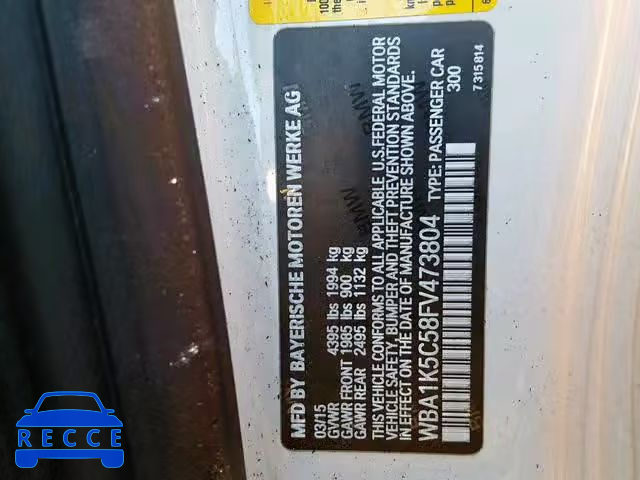 MFD BY BAYERISCHE MOTOREN WERKE AG
03/15
GVWR 4395 lbs 1994 kg
GAWR FRONT 1985 lbs 900 kg
GAWR REAR 2495 lbs 1132 kg
THIS VEHICLE CONFORMS TO ALL APPLICABLE U.S.FEDERAL MOTOR
VEHICLE SAFETY, BUMPER AND THEFT PREVENTION STANDARDS
IN EFFECT ON THE DATE OF MANUFACTURE SHOWN ABOVE.
WBA1K5C58FV473804 TYPE: PASSENGER CAR
300
7 315 814
BMW
BMW
RECCE